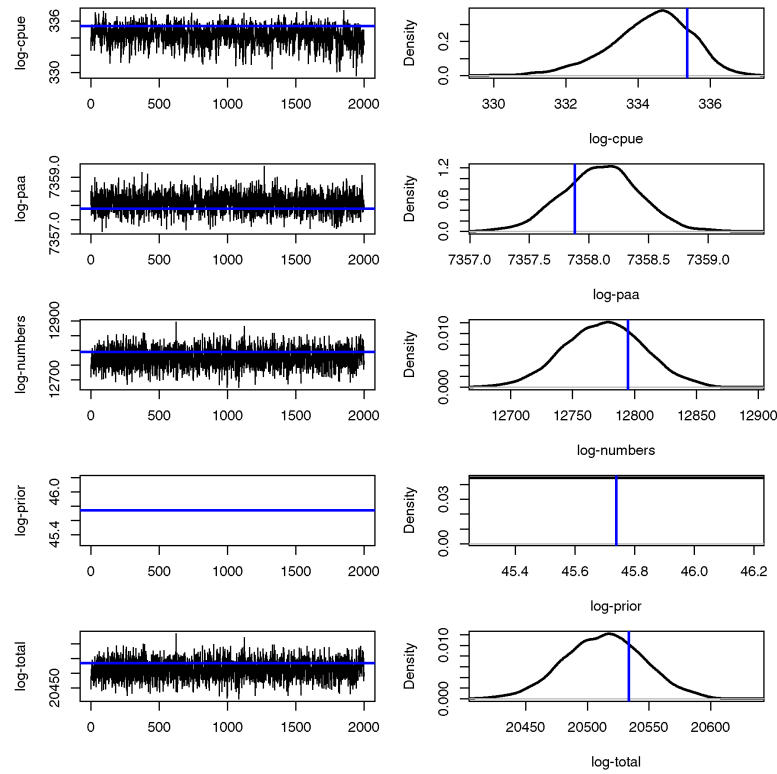 log-cpue
330 336
0 500 1000 1500 2000
Density
0.0 0.2
330 332 334 336
log-cpue
log-paa
7357.0 7359.0
0 500 1000 1500 2000
Density
0.0 0.6 1.2
7357.0 7357.5 7358.0 7358.5 7359.0
log-paa
log-numbers
12700 12900
0 500 1000 1500 2000
Density
0.000 0.010
12700 12750 12800 12850 12900
log-numbers
log-prior
45.4 46.0
0 500 1000 1500 2000
Density
0.00 0.03
45.4 45.6 45.8 46.0 46.2
log-prior
log-total
20450
0 500 1000 1500 2000
Density
0.000 0.010
20450 20500 20550 20600
log-total